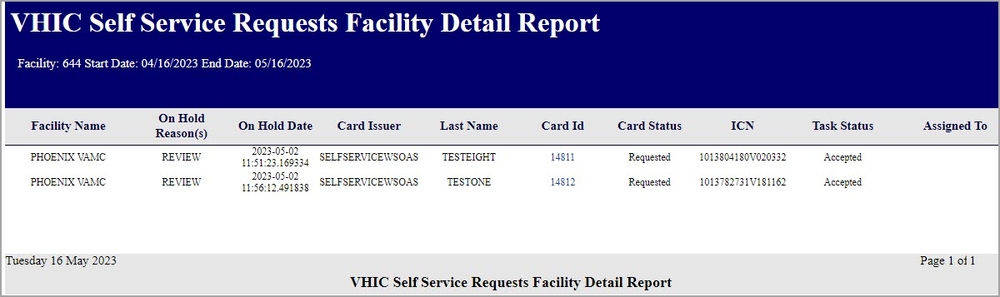 VHIC Self Service Requests Facility Detail Report
Facility: 644 Start Date: 04/16/2023 End Date: 05/16/2023
Facility Name On Hold Reason(s) On Hold Date Card Issuer Last Name Card Id Card Status ICN Task Status Assigned To
PHOENIX VAMC REVIEW 2023-05-02 11:51:23.169334 SELFSERVICEWSOAS TESTEIGHT 14811 Requested 1013804180V020332 Accepted
PHOENIX VAMC REVIEW 2023-05-02 11:56:12.491838 SELFSERVICEWSOAS TESTONE 14812 Requested 1013782731V181162 Accepted
Tuesday 16 May 2023 Page 1 of 1
VHIC Self Service Requests Facility Detail Report